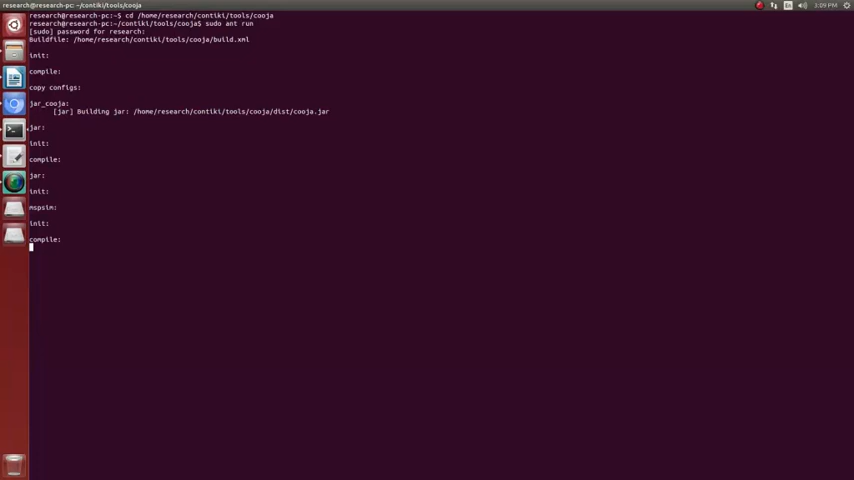 research@research-pc: ~/contiki/tools/cooja
En
3:09 PM
research@research-pc:~$ cd /home/research/contiki/tools/cooja
research@research-pc:~/contiki/tools/cooja$ sudo ant run
[sudo] password for research:
Buildfile: /home/research/contiki/tools/cooja/build.xml
init:
compile:
copy configs:
jar_cooja:
[jar] Building jar: /home/research/contiki/tools/cooja/dist/cooja.jar
jar:
init:
compile:
jar:
init:
mspsim:
init:
compile: